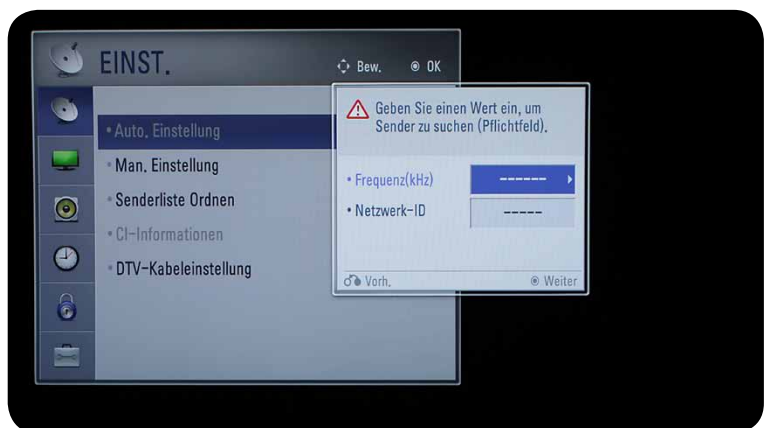 EINST.
Bew. OK
Auto. Einstellung
Man. Einstellung
Senderliste Ordnen
CI-Informationen
DTV-Kabeleinstellung
Geben Sie einen Wert ein, um
Sender zu suchen (Pflichtfeld).
Frequenz(kHz) ------
Netzwerk-ID -----
Vorh. Weiter